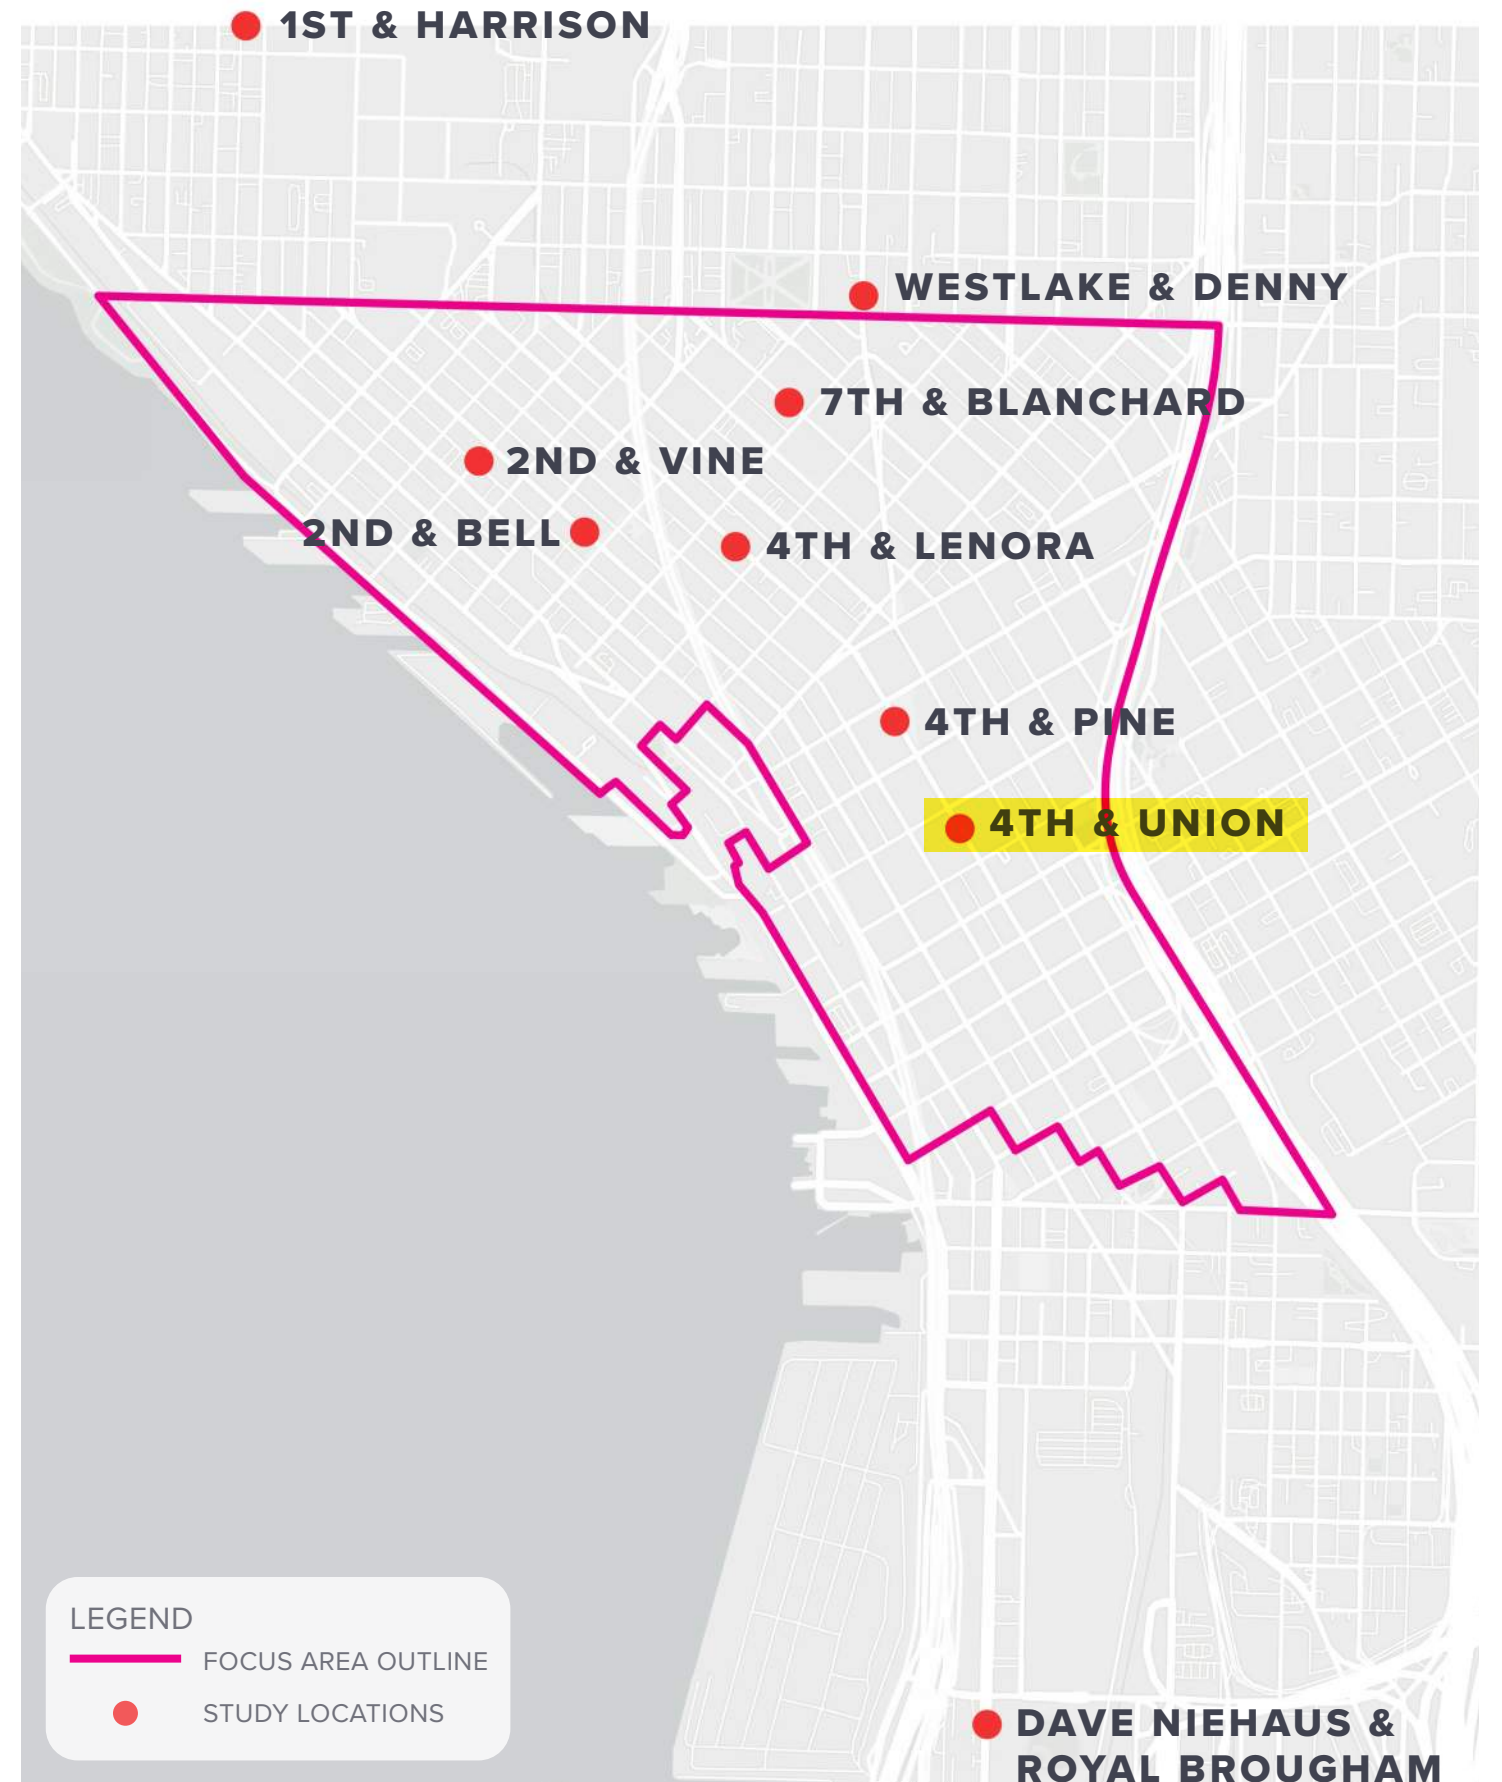 1ST & HARRISON
WESTLAKE & DENNY
7TH & BLANCHARD
2ND & VINE
2ND & BELL
4TH & LENORA
4TH & PINE
4TH & UNION
LEGEND
FOCUS AREA OUTLINE
STUDY LOCATIONS
DAVE NIEHAUS &
ROYAL BROUGHAM